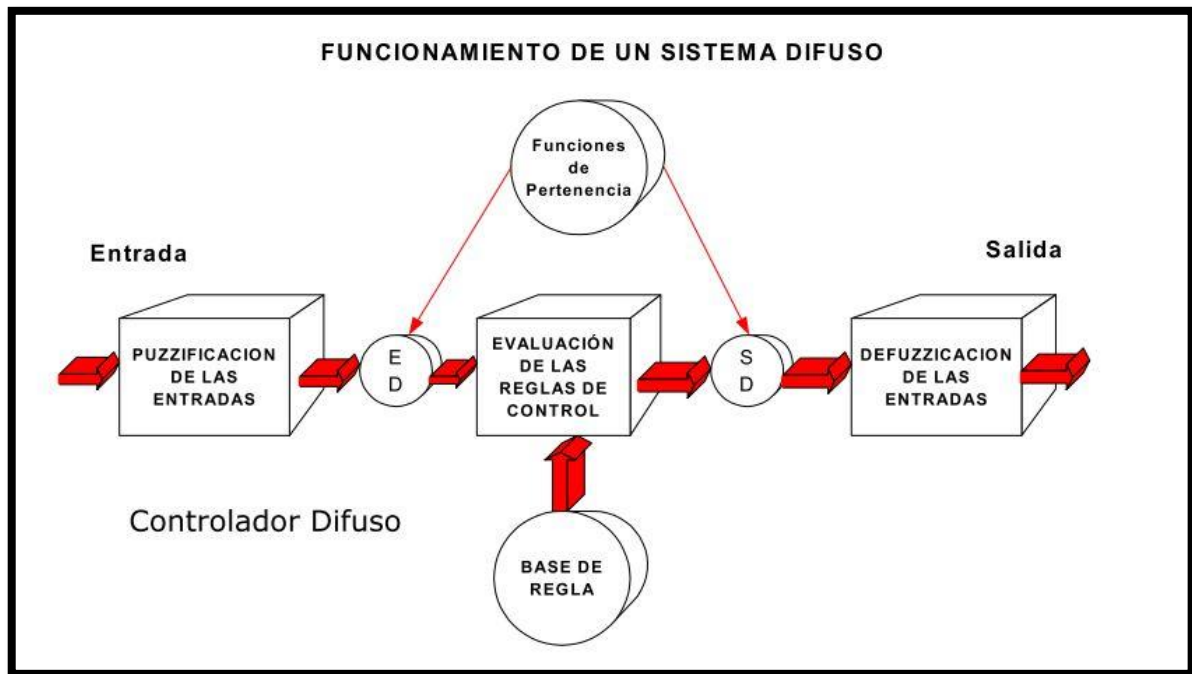 FUNCIONAMIENTO DE UN SISTEMA DIFUSO
Funciones
de
Pertenencia
Entrada
Salida
PUZZIFICACION
DE LAS
ENTRADAS
E
D
EVALUACIÓN
DE LAS
REGLAS DE
CONTROL
S
D
DEFUZZICACION
DE LAS
ENTRADAS
Controlador Difuso
BASE DE
REGLA